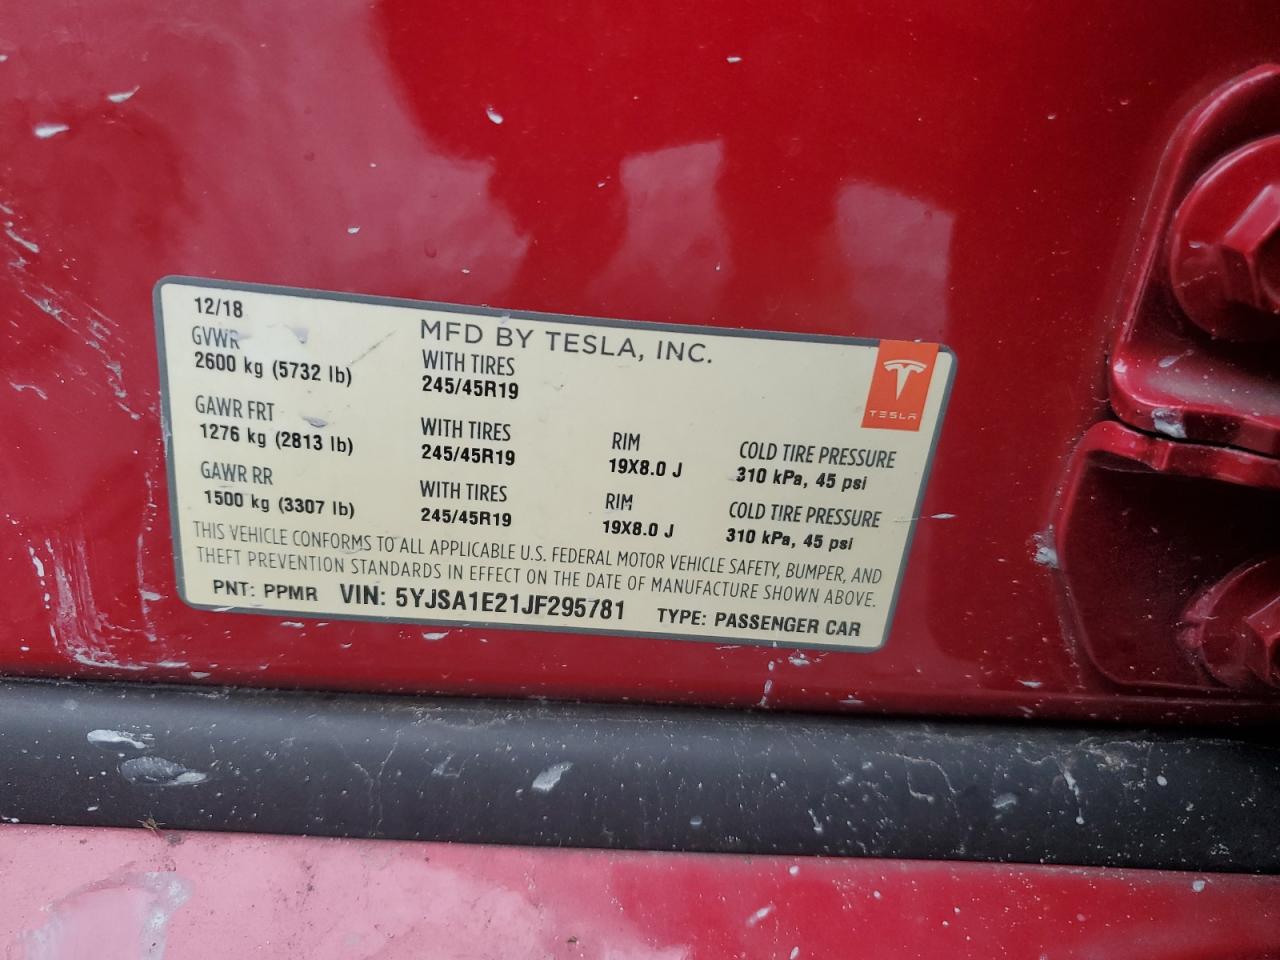 12/18
MFD BY TESLA, INC.
GVWR
2600 kg (5732 lb)
WITH TIRES
245/45R19
TESLA
GAWR FRT
1276 kg (2813 lb)
WITH TIRES
245/45R19
RIM
19X8.0 J
COLD TIRE PRESSURE
310 kPa, 45 psi
GAWR RR
1500 kg (3307 lb)
WITH TIRES
245/45R19
RIM
19X8.0 J
COLD TIRE PRESSURE
310 kPa, 45 psi
THIS VEHICLE CONFORMS TO ALL APPLICABLE U.S. FEDERAL MOTOR VEHICLE SAFETY, BUMPER, AND
THEFT PREVENTION STANDARDS IN EFFECT ON THE DATE OF MANUFACTURE SHOWN ABOVE.
PNT: PPMR VIN: 5YJSA1E21JF295781 TYPE: PASSENGER CAR